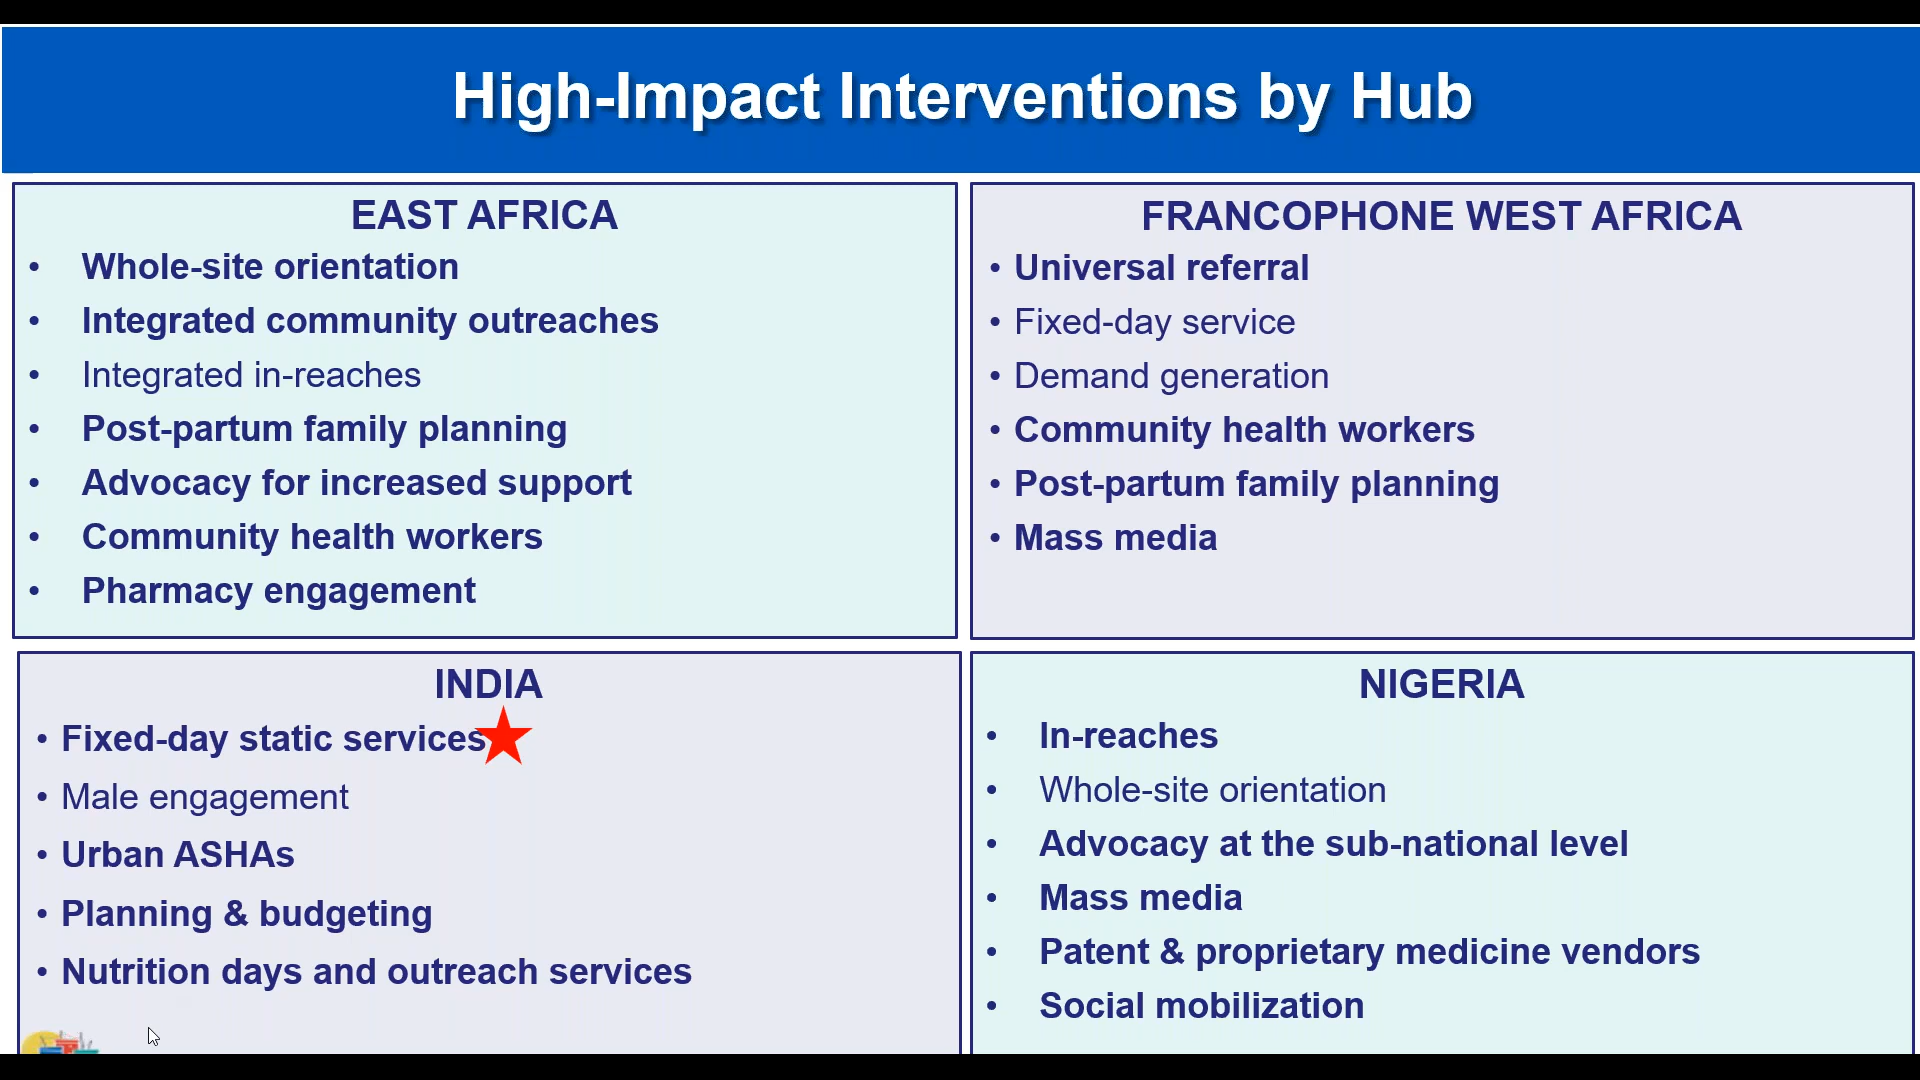 High-Impact Interventions by Hub
EAST AFRICA
• Whole-site orientation
• Integrated community outreaches
• Integrated in-reaches
• Post-partum family planning
• Advocacy for increased support
• Community health workers
• Pharmacy engagement
FRANCOPHONE WEST AFRICA
• Universal referral
• Fixed-day service
• Demand generation
• Community health workers
• Post-partum family planning
• Mass media
INDIA
• Fixed-day static services
• Male engagement
• Urban ASHAs
• Planning & budgeting
• Nutrition days and outreach services
NIGERIA
• In-reaches
• Whole-site orientation
• Advocacy at the sub-national level
• Mass media
• Patent & proprietary medicine vendors
• Social mobilization